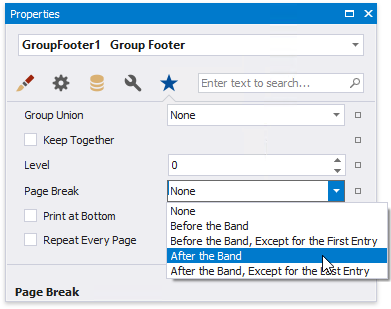 Properties
GroupFooter1 Group Footer
Enter text to search...
Group Union None
Keep Together
Level 0
Page Break None
None
Before the Band
Print at Bottom
Before the Band, Except for the First Entry
Repeat Every Page
After the Band
After the Band, Except for the Last Entry
Page Break